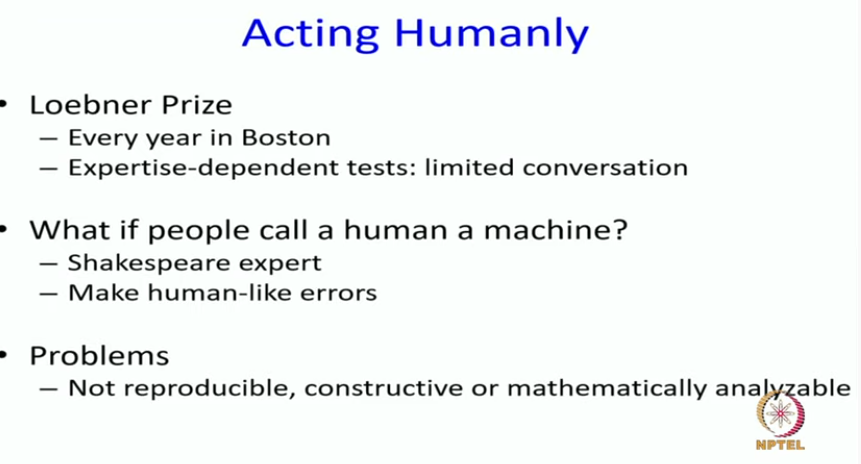 Acting Humanly
• Loebner Prize
– Every year in Boston
– Expertise-dependent tests: limited conversation
• What if people call a human a machine?
– Shakespeare expert
– Make human-like errors
• Problems
– Not reproducible, constructive or mathematically analyzable
NPTEL